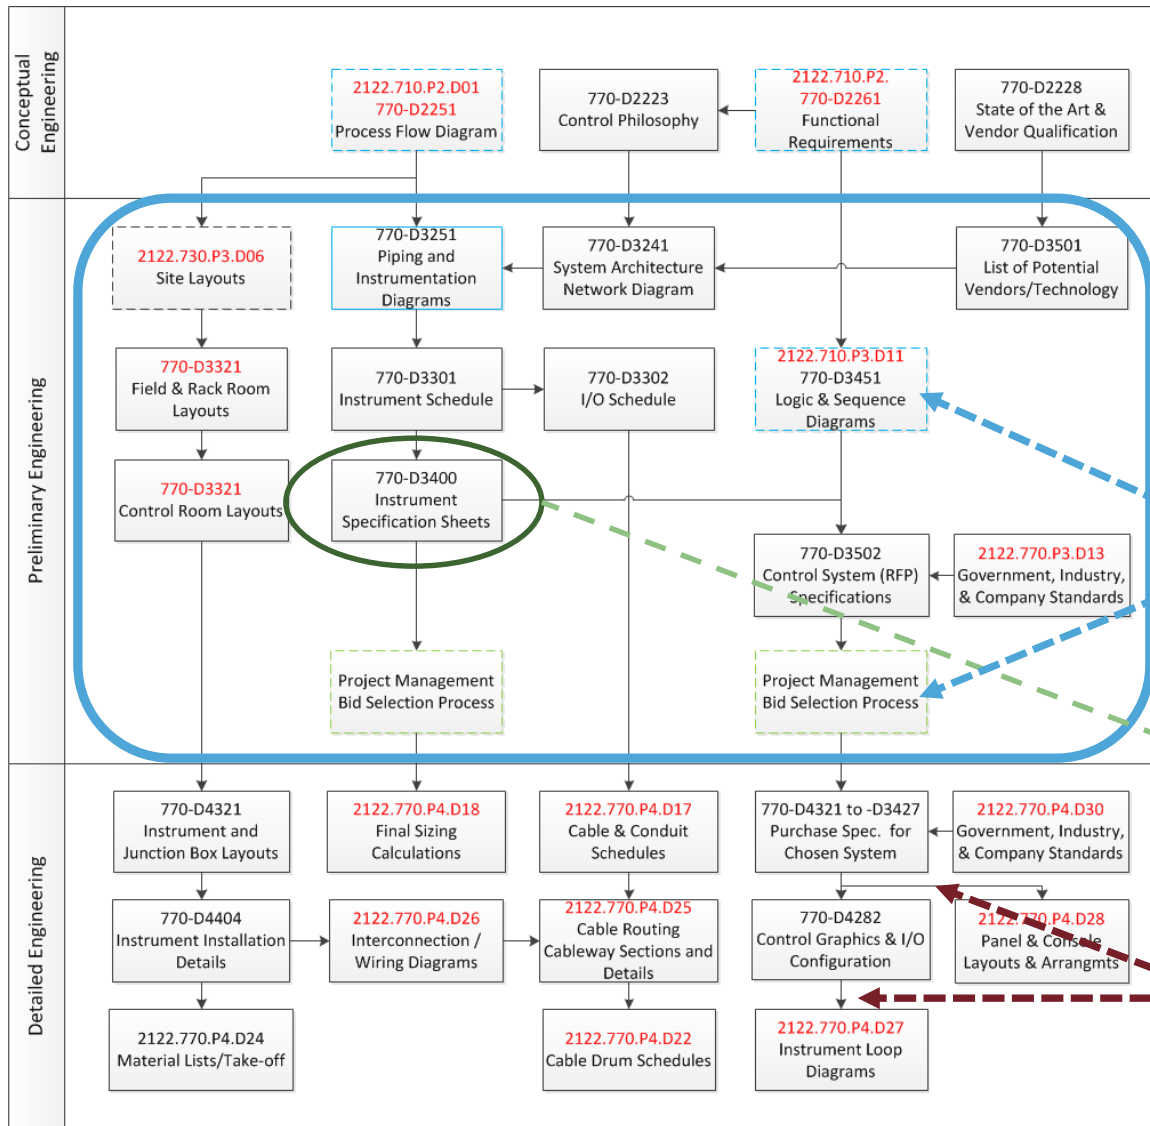 Conceptual
Engineering
2122.710.P2.D01
770-D2251
Process Flow Diagram
770-D2223
Control Philosophy
2122.710.P2.
770-D2261
Functional
Requirements
770-D2228
State of the Art &
Vendor Qualification
Preliminary Engineering
2122.730.P3.D06
Site Layouts
770-D3251
Piping and
Instrumentation
Diagrams
770-D3241
System Architecture
Network Diagram
770-D3501
List of Potential
Vendors/Technology
770-D3321
Field & Rack Room
Layouts
770-D3301
Instrument Schedule
770-D3302
I/O Schedule
2122.710.P3.D11
770-D3451
Logic & Sequence
Diagrams
770-D3321
Control Room Layouts
770-D3400
Instrument
Specification Sheets
770-D3502
Control System (RFP)
Specifications
2122.770.P3.D13
Government, Industry,
& Company Standards
Project Management
Bid Selection Process
Project Management
Bid Selection Process
Detailed Engineering
770-D4321
Instrument and
Junction Box Layouts
2122.770.P4.D18
Final Sizing
Calculations
2122.770.P4.D17
Cable & Conduit
Schedules
770-D4321 to -D3427
Purchase Spec. for
Chosen System
2122.770.P4.D30
Government, Industry,
& Company Standards
770-D4404
Instrument Installation
Details
2122.770.P4.D26
Interconnection /
Wiring Diagrams
2122.770.P4.D25
Cable Routing
Cableway Sections and
Details
770-D4282
Control Graphics & I/O
Configuration
2122.770.P4.D28
Panel & Console
Layouts & Arrangmts
2122.770.P4.D24
Material Lists/Take-off
2122.770.P4.D22
Cable Drum Schedules
2122.770.P4.D27
Instrument Loop
Diagrams